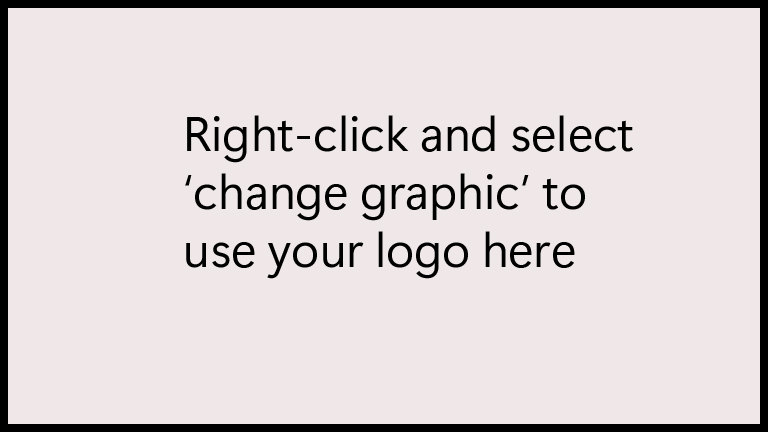 Right-click and select
‘change graphic’ to
use your logo here